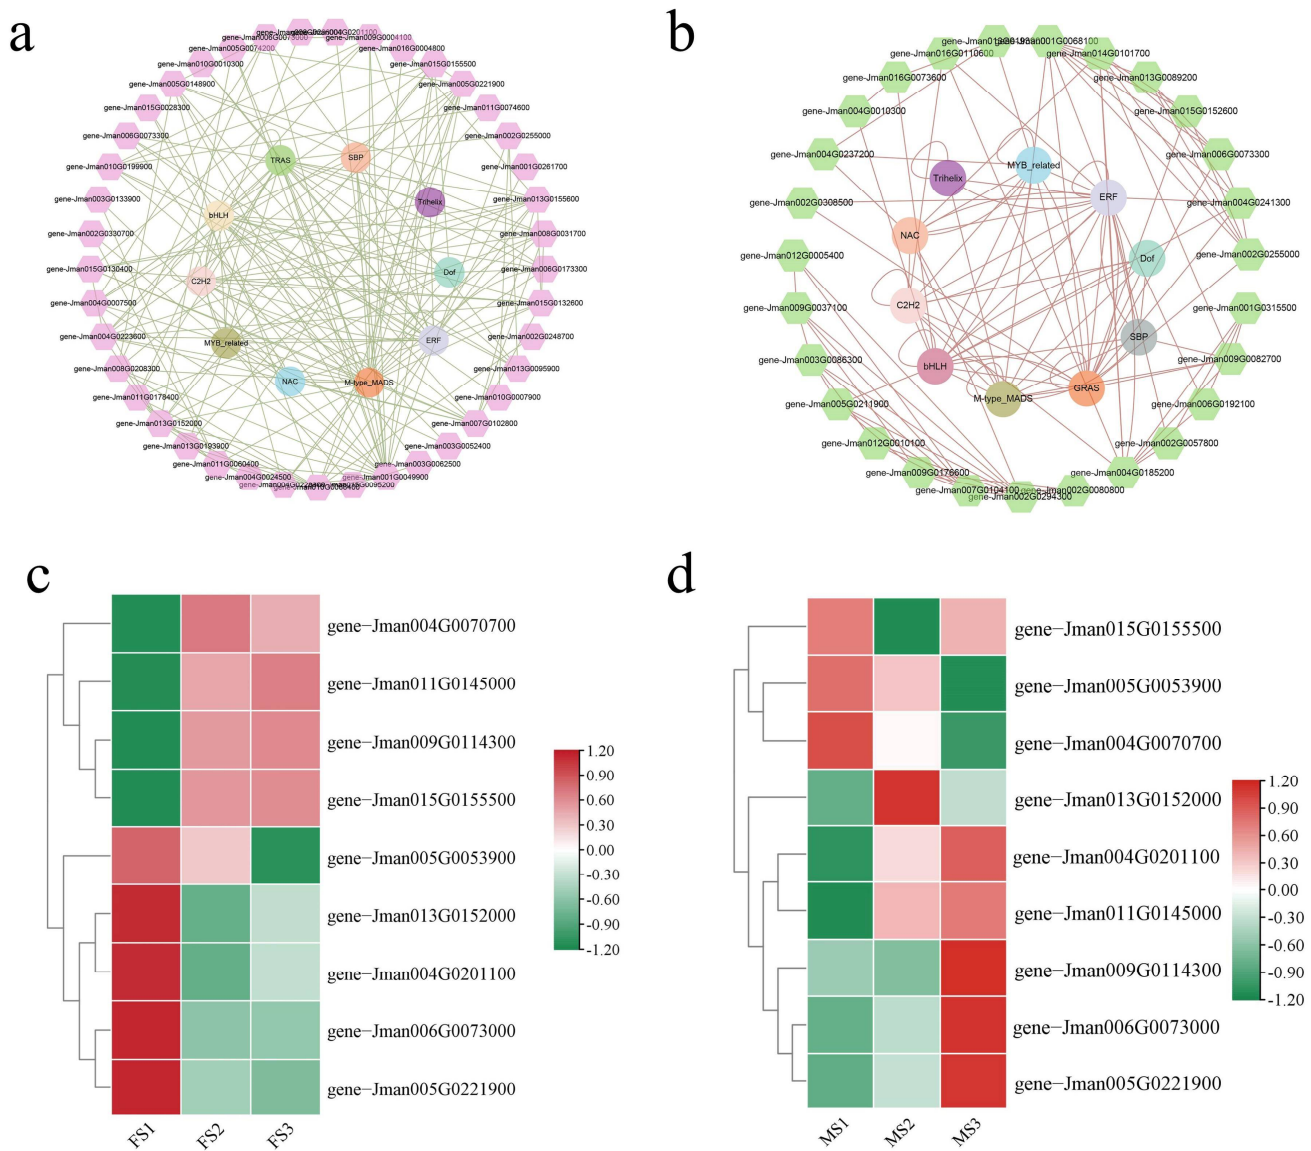 a
gene-Jman004G0201100
gene-Jman009G0004100
gene-Jman005G0074200
gene-Jman016G0004800
gene-Jman010G0010300
gene-Jman015G0155500
gene-Jman005G0148900
gene-Jman005G0221900
gene-Jman015G0028300
gene-Jman011G0074600
gene-Jman006G0073300
gene-Jman002G0255000
gene-Jman010G0199900
TRAS
SBP
gene-Jman001G0261700
gene-Jman003G0133900
Trihelix
gene-Jman013G0155600
bHLH
gene-Jman002G0330700
gene-Jman008G0031700
gene-Jman015G0130400
C2H2
Dof
gene-Jman006G0173300
gene-Jman004G0007500
gene-Jman015G0132600
gene-Jman004G0223600
MYB_related
ERF
gene-Jman002G0248700
gene-Jman008G0208300
NAC
M-type_MADS
gene-Jman013G0095900
gene-Jman011G0178400
gene-Jman010G0007900
gene-Jman013G0152000
gene-Jman007G0102800
gene-Jman013G0193900
gene-Jman003G0052400
gene-Jman011G0060400
gene-Jman003G0062500
gene-Jman004G0024500
gene-Jman001G0049900
b
gene-Jman001G0068100
gene-Jman016G0110600
gene-Jman014G0101700
gene-Jman016G0073600
gene-Jman013G0089200
gene-Jman004G0010300
gene-Jman015G0152600
gene-Jman004G0237200
gene-Jman006G0073300
Trihelix
MYB_related
ERF
gene-Jman002G0308500
gene-Jman004G0241300
NAC
gene-Jman012G0005400
Dof
gene-Jman002G0255000
gene-Jman009G0037100
C2H2
gene-Jman001G0315500
SBP
gene-Jman003G0086300
bHLH
gene-Jman009G0082700
M-type_MADS
GRAS
gene-Jman005G0211900
gene-Jman006G0192100
gene-Jman012G0010100
gene-Jman002G0057800
gene-Jman009G0176600
gene-Jman004G0185200
gene-Jman007G0104100
gene-Jman002G0294300
gene-Jman002G0080800
c
gene−Jman004G0070700
gene−Jman011G0145000
gene−Jman009G0114300
gene−Jman015G0155500
gene−Jman005G0053900
gene−Jman013G0152000
gene−Jman004G0201100
gene−Jman006G0073000
gene−Jman005G0221900
FS1
FS2
FS3
1.20
0.90
0.60
0.30
0.00
-0.30
-0.60
-0.90
-1.20
d
gene−Jman015G0155500
gene−Jman005G0053900
gene−Jman004G0070700
gene−Jman013G0152000
gene−Jman004G0201100
gene−Jman011G0145000
gene−Jman009G0114300
gene−Jman006G0073000
gene−Jman005G0221900
MS1
MS2
MS3
1.20
0.90
0.60
0.30
0.00
-0.30
-0.60
-0.90
-1.20